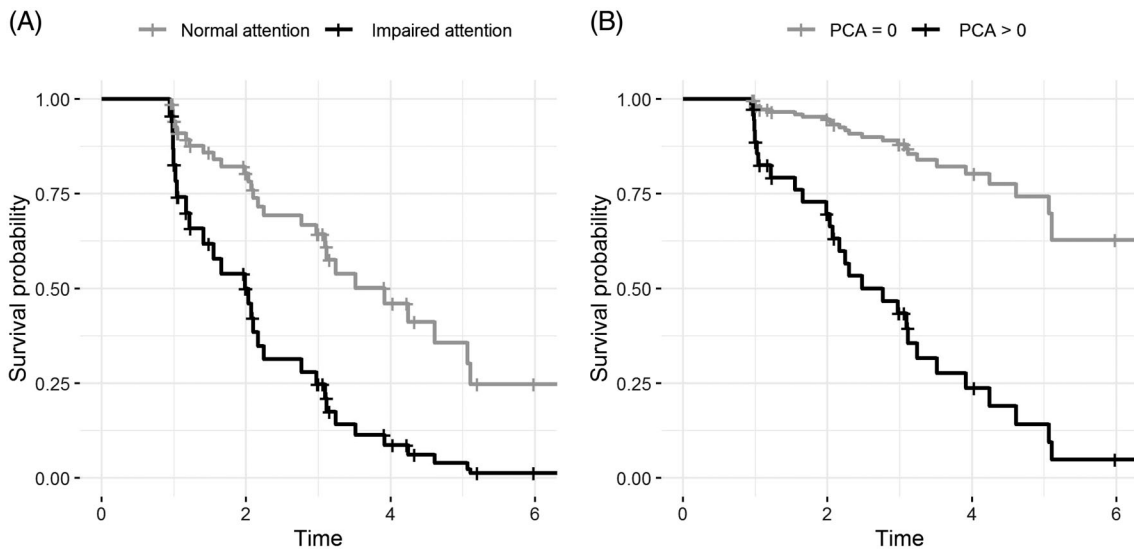 (A)
Normal attention Impaired attention
1.00
0.75
0.50
0.25
0.00
Survival probability
0 2 4 6
Time
(B)
PCA = 0 PCA > 0
1.00
0.75
0.50
0.25
0.00
Survival probability
0 2 4 6
Time